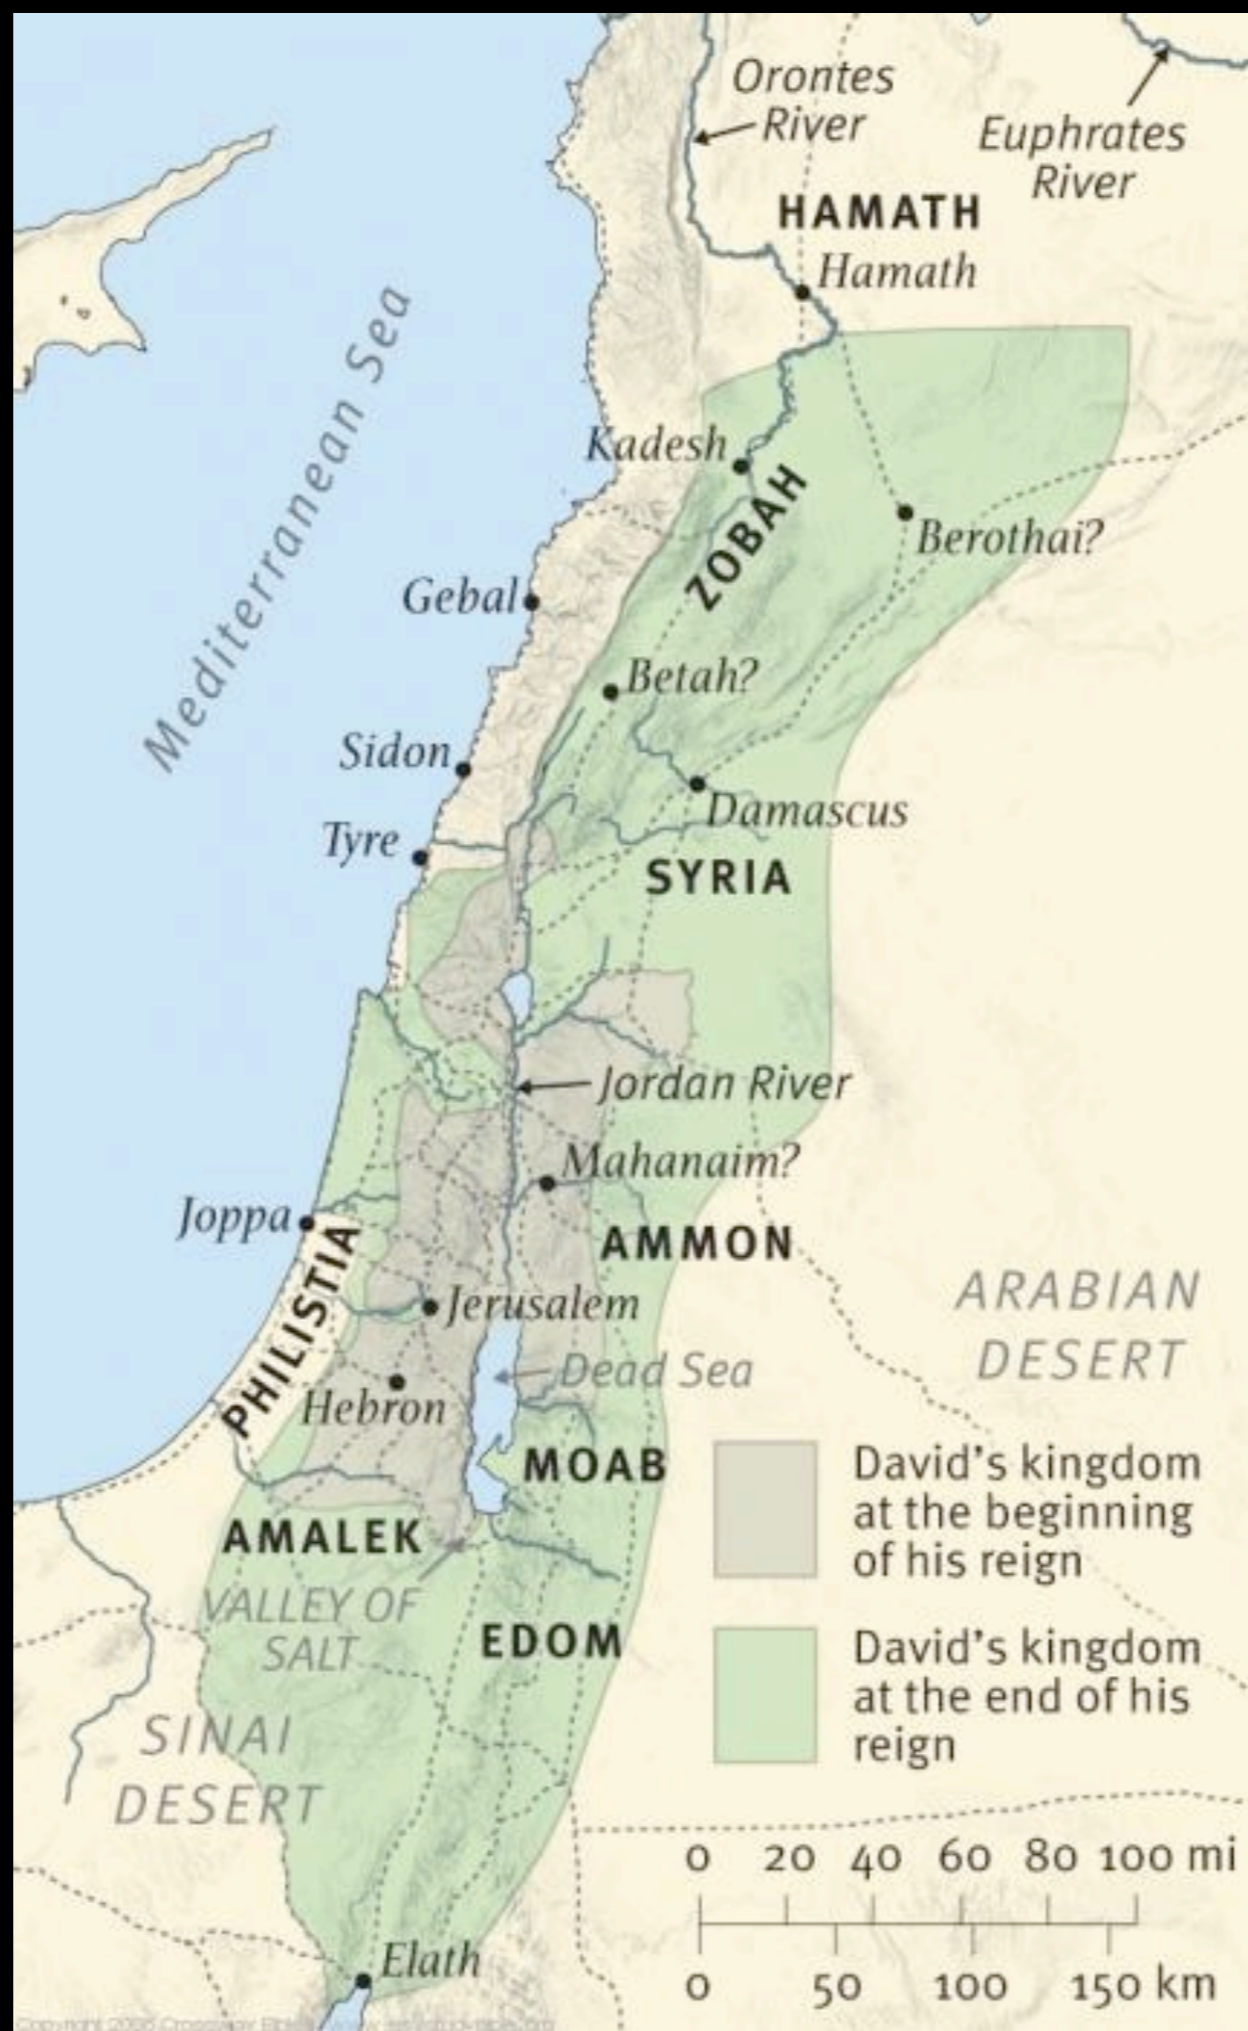 Orontes
River
Euphrates
River
HAMATH
Hamath
Mediterranean Sea
Kadesh
ZOBAH
Berothai?
Gebal
Betah?
Sidon
Damascus
Tyre
SYRIA
Jordan River
Mahanaim?
Joppa
AMMON
PHILISTIA
Jerusalem
ARABIAN
DESERT
Dead Sea
Hebron
MOAB
David's kingdom
at the beginning
of his reign
AMALEK
VALLEY OF
SALT
EDOM
David's kingdom
at the end of his
reign
SINAI
DESERT
0 20 40 60 80 100 mi
0 50 100 150 km
Elath
Copyright